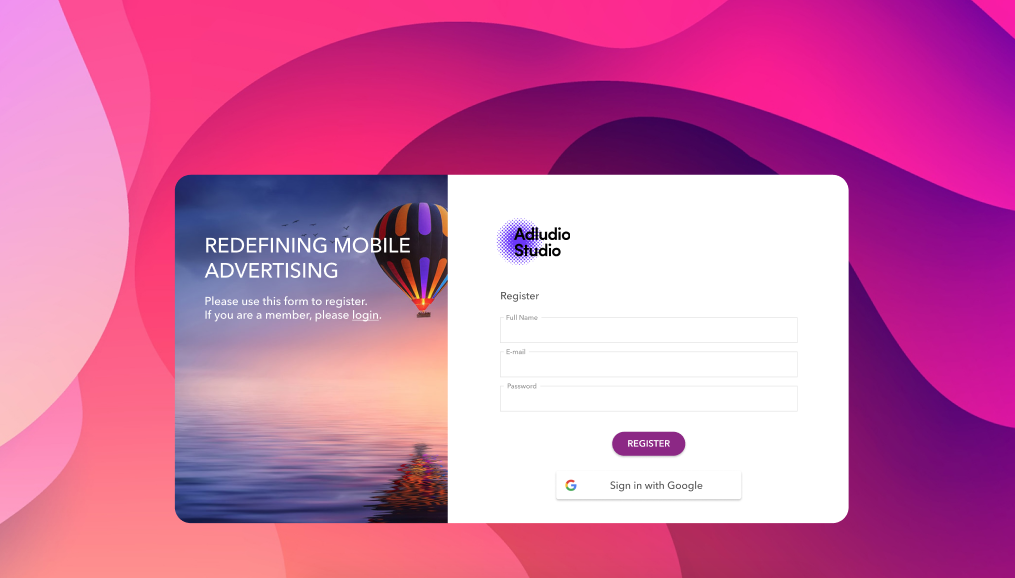 REDEFINING MOBILE
ADVERTISING
Please use this form to register.
If you are a member, please login.
Adludio
Studio
Register
Full Name
E-mail
Password
REGISTER
Sign in with Google